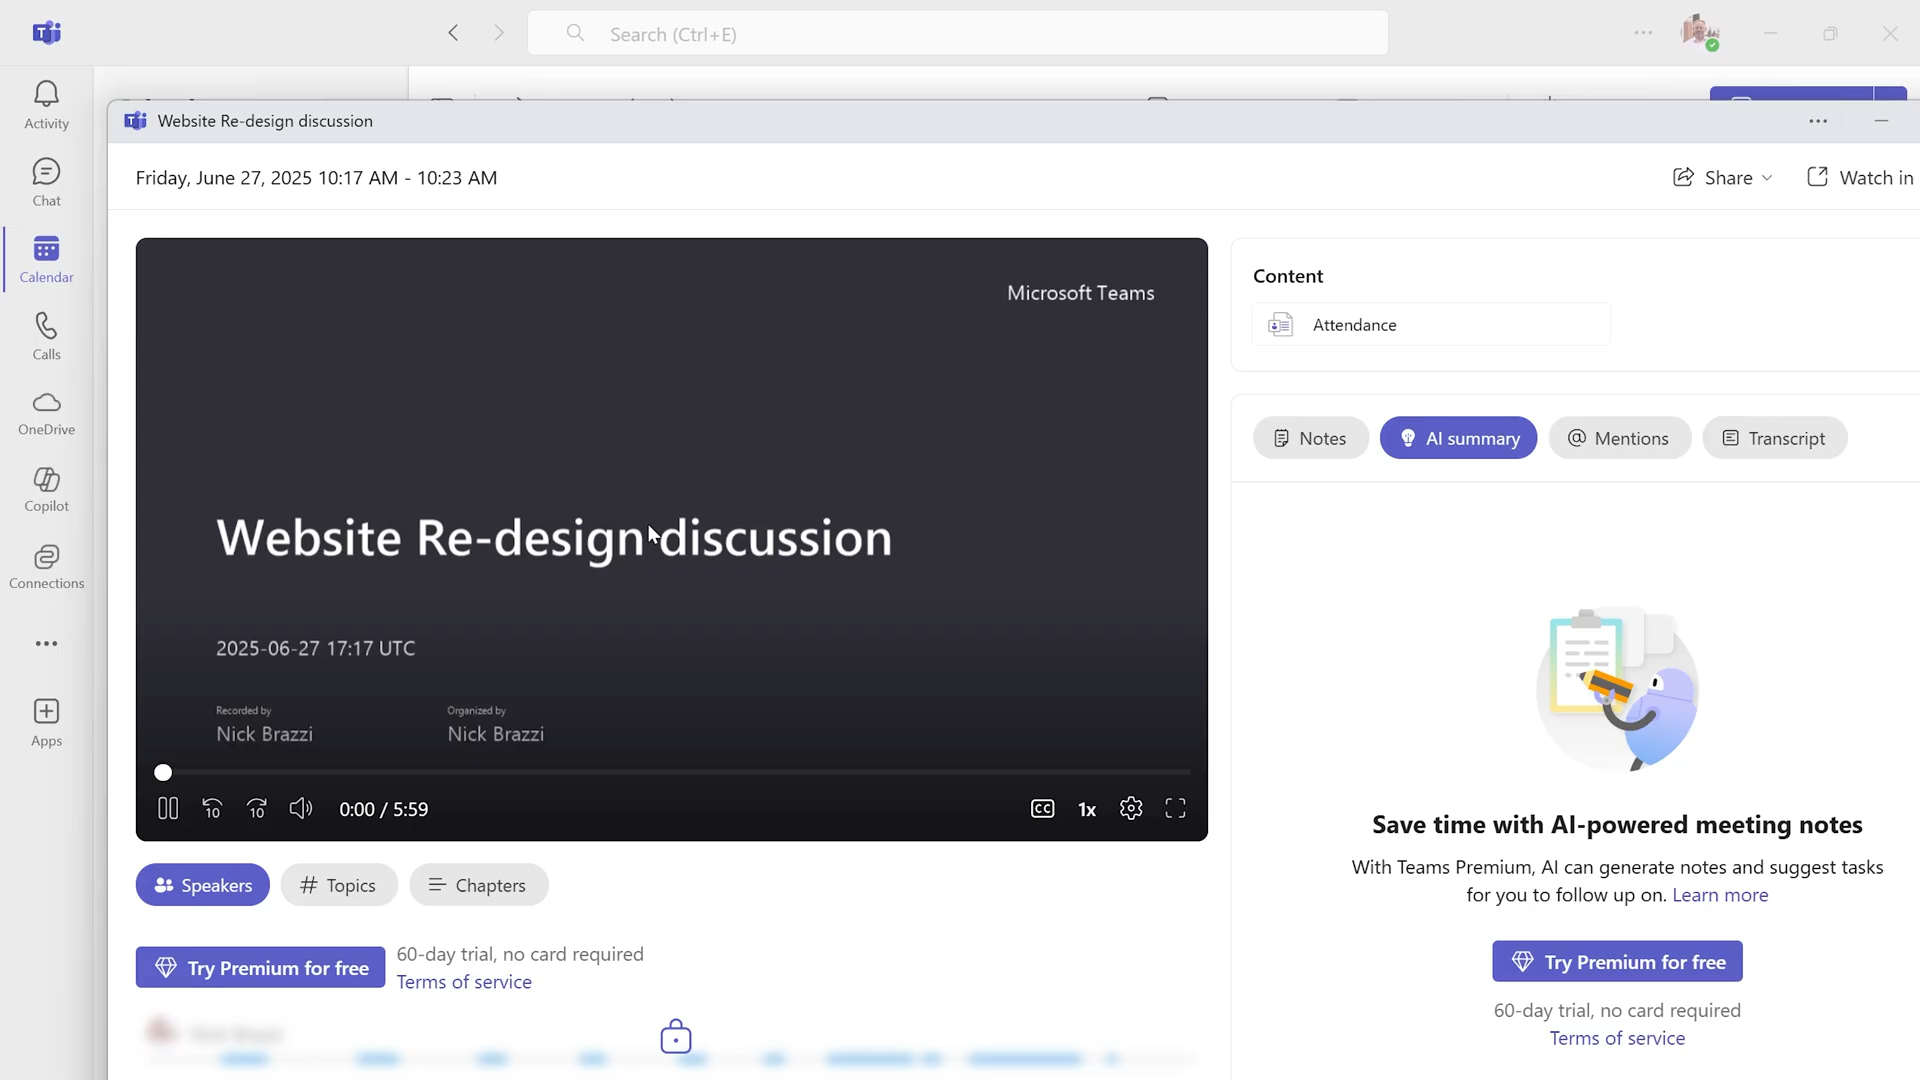 Search (Ctrl+E)
Activity
Chat
Calendar
Calls
OneDrive
Copilot
Connections
Apps
Website Re-design discussion
Friday, June 27, 2025 10:17 AM - 10:23 AM
Share
Watch in
Microsoft Teams
Website Re-design discussion
2025-06-27 17:17 UTC
Recorded by
Nick Brazzi
Organized by
Nick Brazzi
10
10
0:00 / 5:59
CC
1x
Speakers
# Topics
Chapters
Try Premium for free
60-day trial, no card required
Terms of service
Content
Attendance
Notes
AI summary
@ Mentions
Transcript
Save time with AI-powered meeting notes
With Teams Premium, AI can generate notes and suggest tasks
for you to follow up on. Learn more
Try Premium for free
60-day trial, no card required
Terms of service